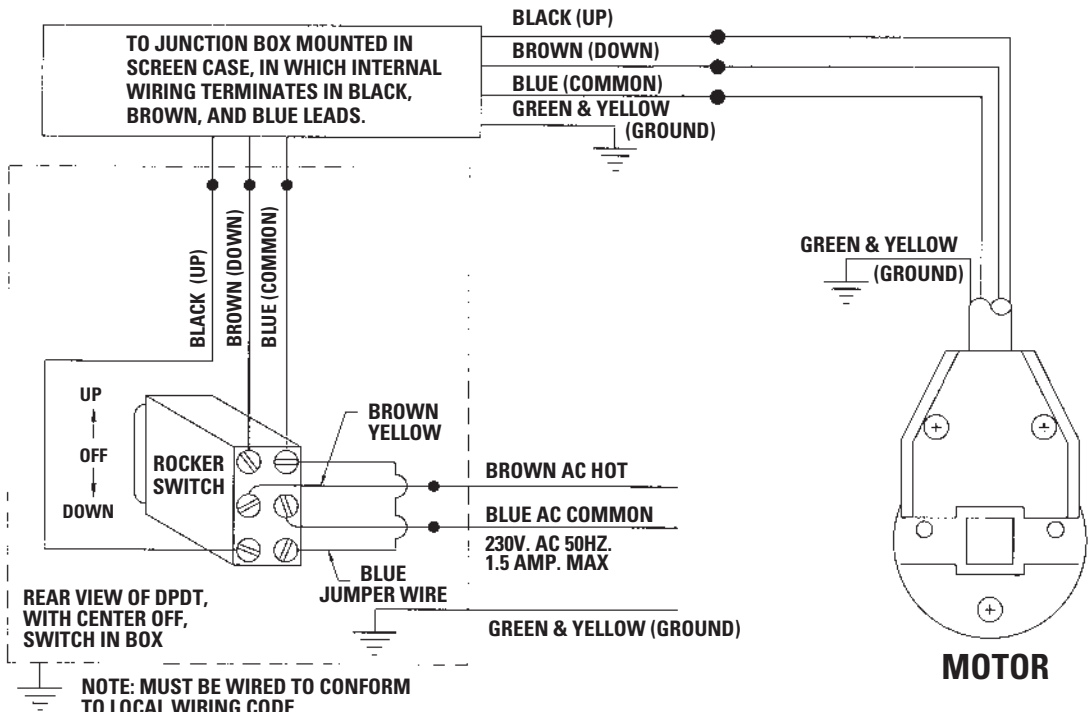 BLACK (UP)
TO JUNCTION BOX MOUNTED IN
SCREEN CASE, IN WHICH INTERNAL
WIRING TERMINATES IN BLACK,
BROWN, AND BLUE LEADS.
BROWN (DOWN)
BLUE (COMMON)
GREEN & YELLOW
(GROUND)
BLACK (UP)
BROWN (DOWN)
BLUE (COMMON)
GREEN & YELLOW
(GROUND)
UP
OFF
DOWN
ROCKER
SWITCH
BROWN
YELLOW
BROWN AC HOT
BLUE AC COMMON
230V. AC 50HZ.
1.5 AMP. MAX
BLUE
JUMPER WIRE
REAR VIEW OF DPDT,
WITH CENTER OFF,
SWITCH IN BOX
GREEN & YELLOW (GROUND)
MOTOR
NOTE: MUST BE WIRED TO CONFORM
TO LOCAL WIRING CODE